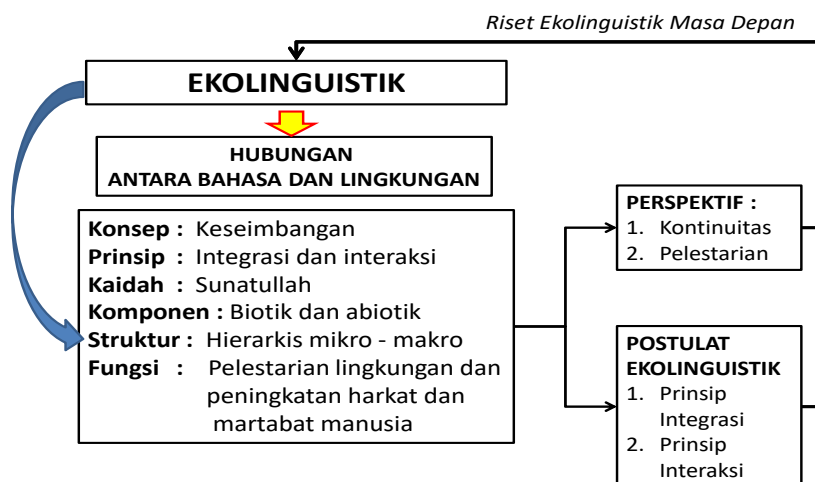 Riset Ekolinguistik Masa Depan
EKOLINGUISTIK
HUBUNGAN
ANTARA BAHASA DAN LINGKUNGAN
Konsep : Keseimbangan
Prinsip : Integrasi dan interaksi
Kaidah : Sunatullah
Komponen : Biotik dan abiotik
Struktur : Hierarkis mikro - makro
Fungsi : Pelestarian lingkungan dan
peningkatan harkat dan
martabat manusia
PERSPEKTIF :
1. Kontinuitas
2. Pelestarian
POSTULAT
EKOLINGUISTIK
1. Prinsip
Integrasi
2. Prinsip
Interaksi